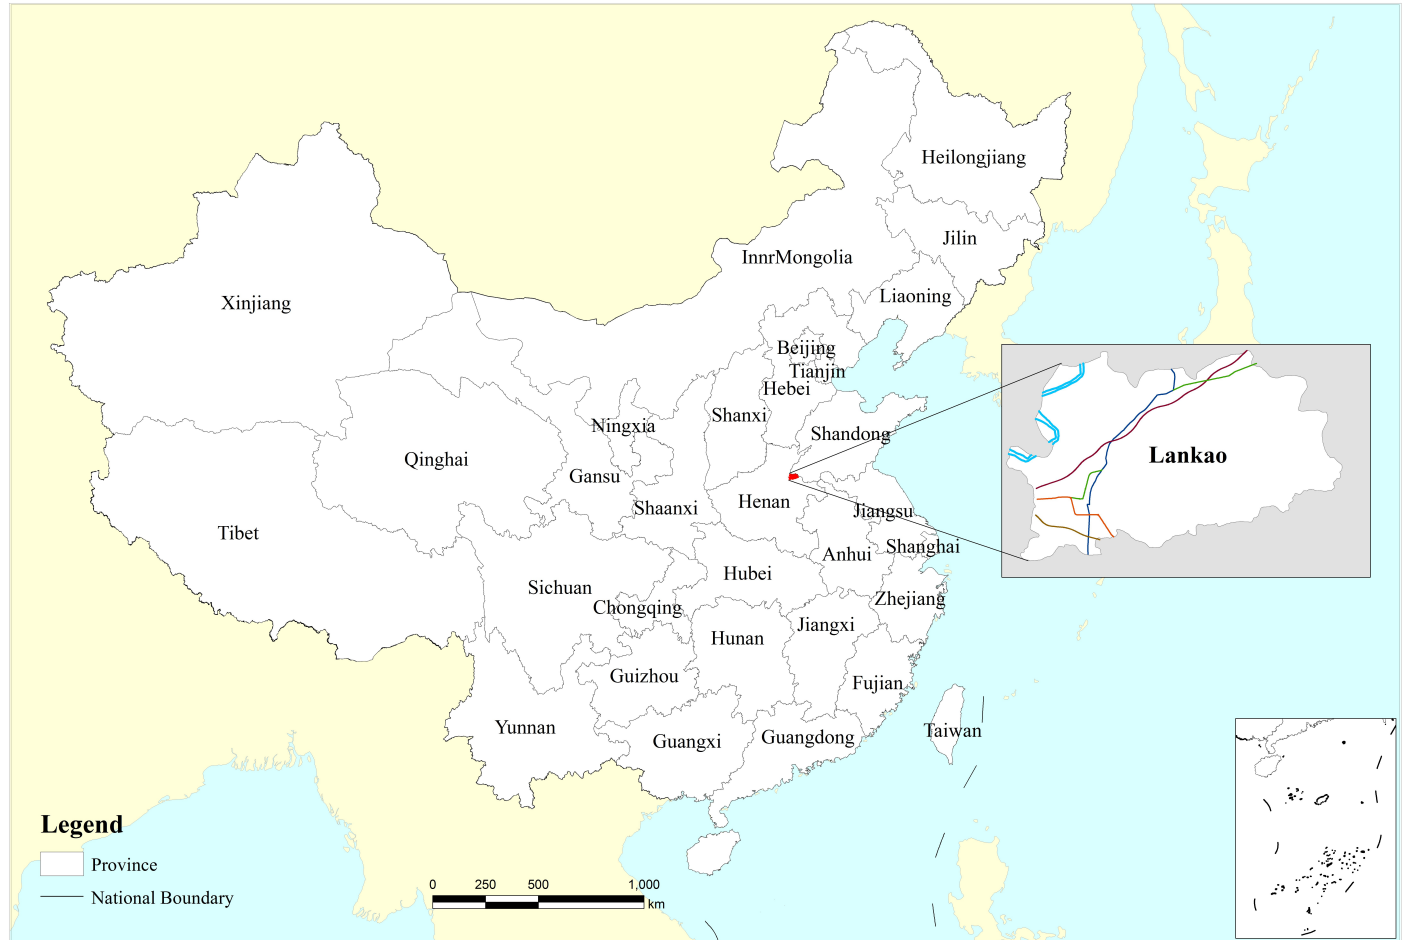 Heilongjiang
Jilin
InnrMongolia
Liaoning
Xinjiang
Beijing
Tianjin
Hebei
Shanxi
Ningxia
Shandong
Lankao
Qinghai
Gansu
Henan
Shaanxi
Jiangsu
Tibet
Anhui
Shanghai
Hubei
Sichuan
Zhejiang
Chongqing
Jiangxi
Hunan
Guizhou
Fujian
Yunnan
Taiwan
Guangxi
Guangdong
Legend
Province
National Boundary
0 250 500 1,000
km